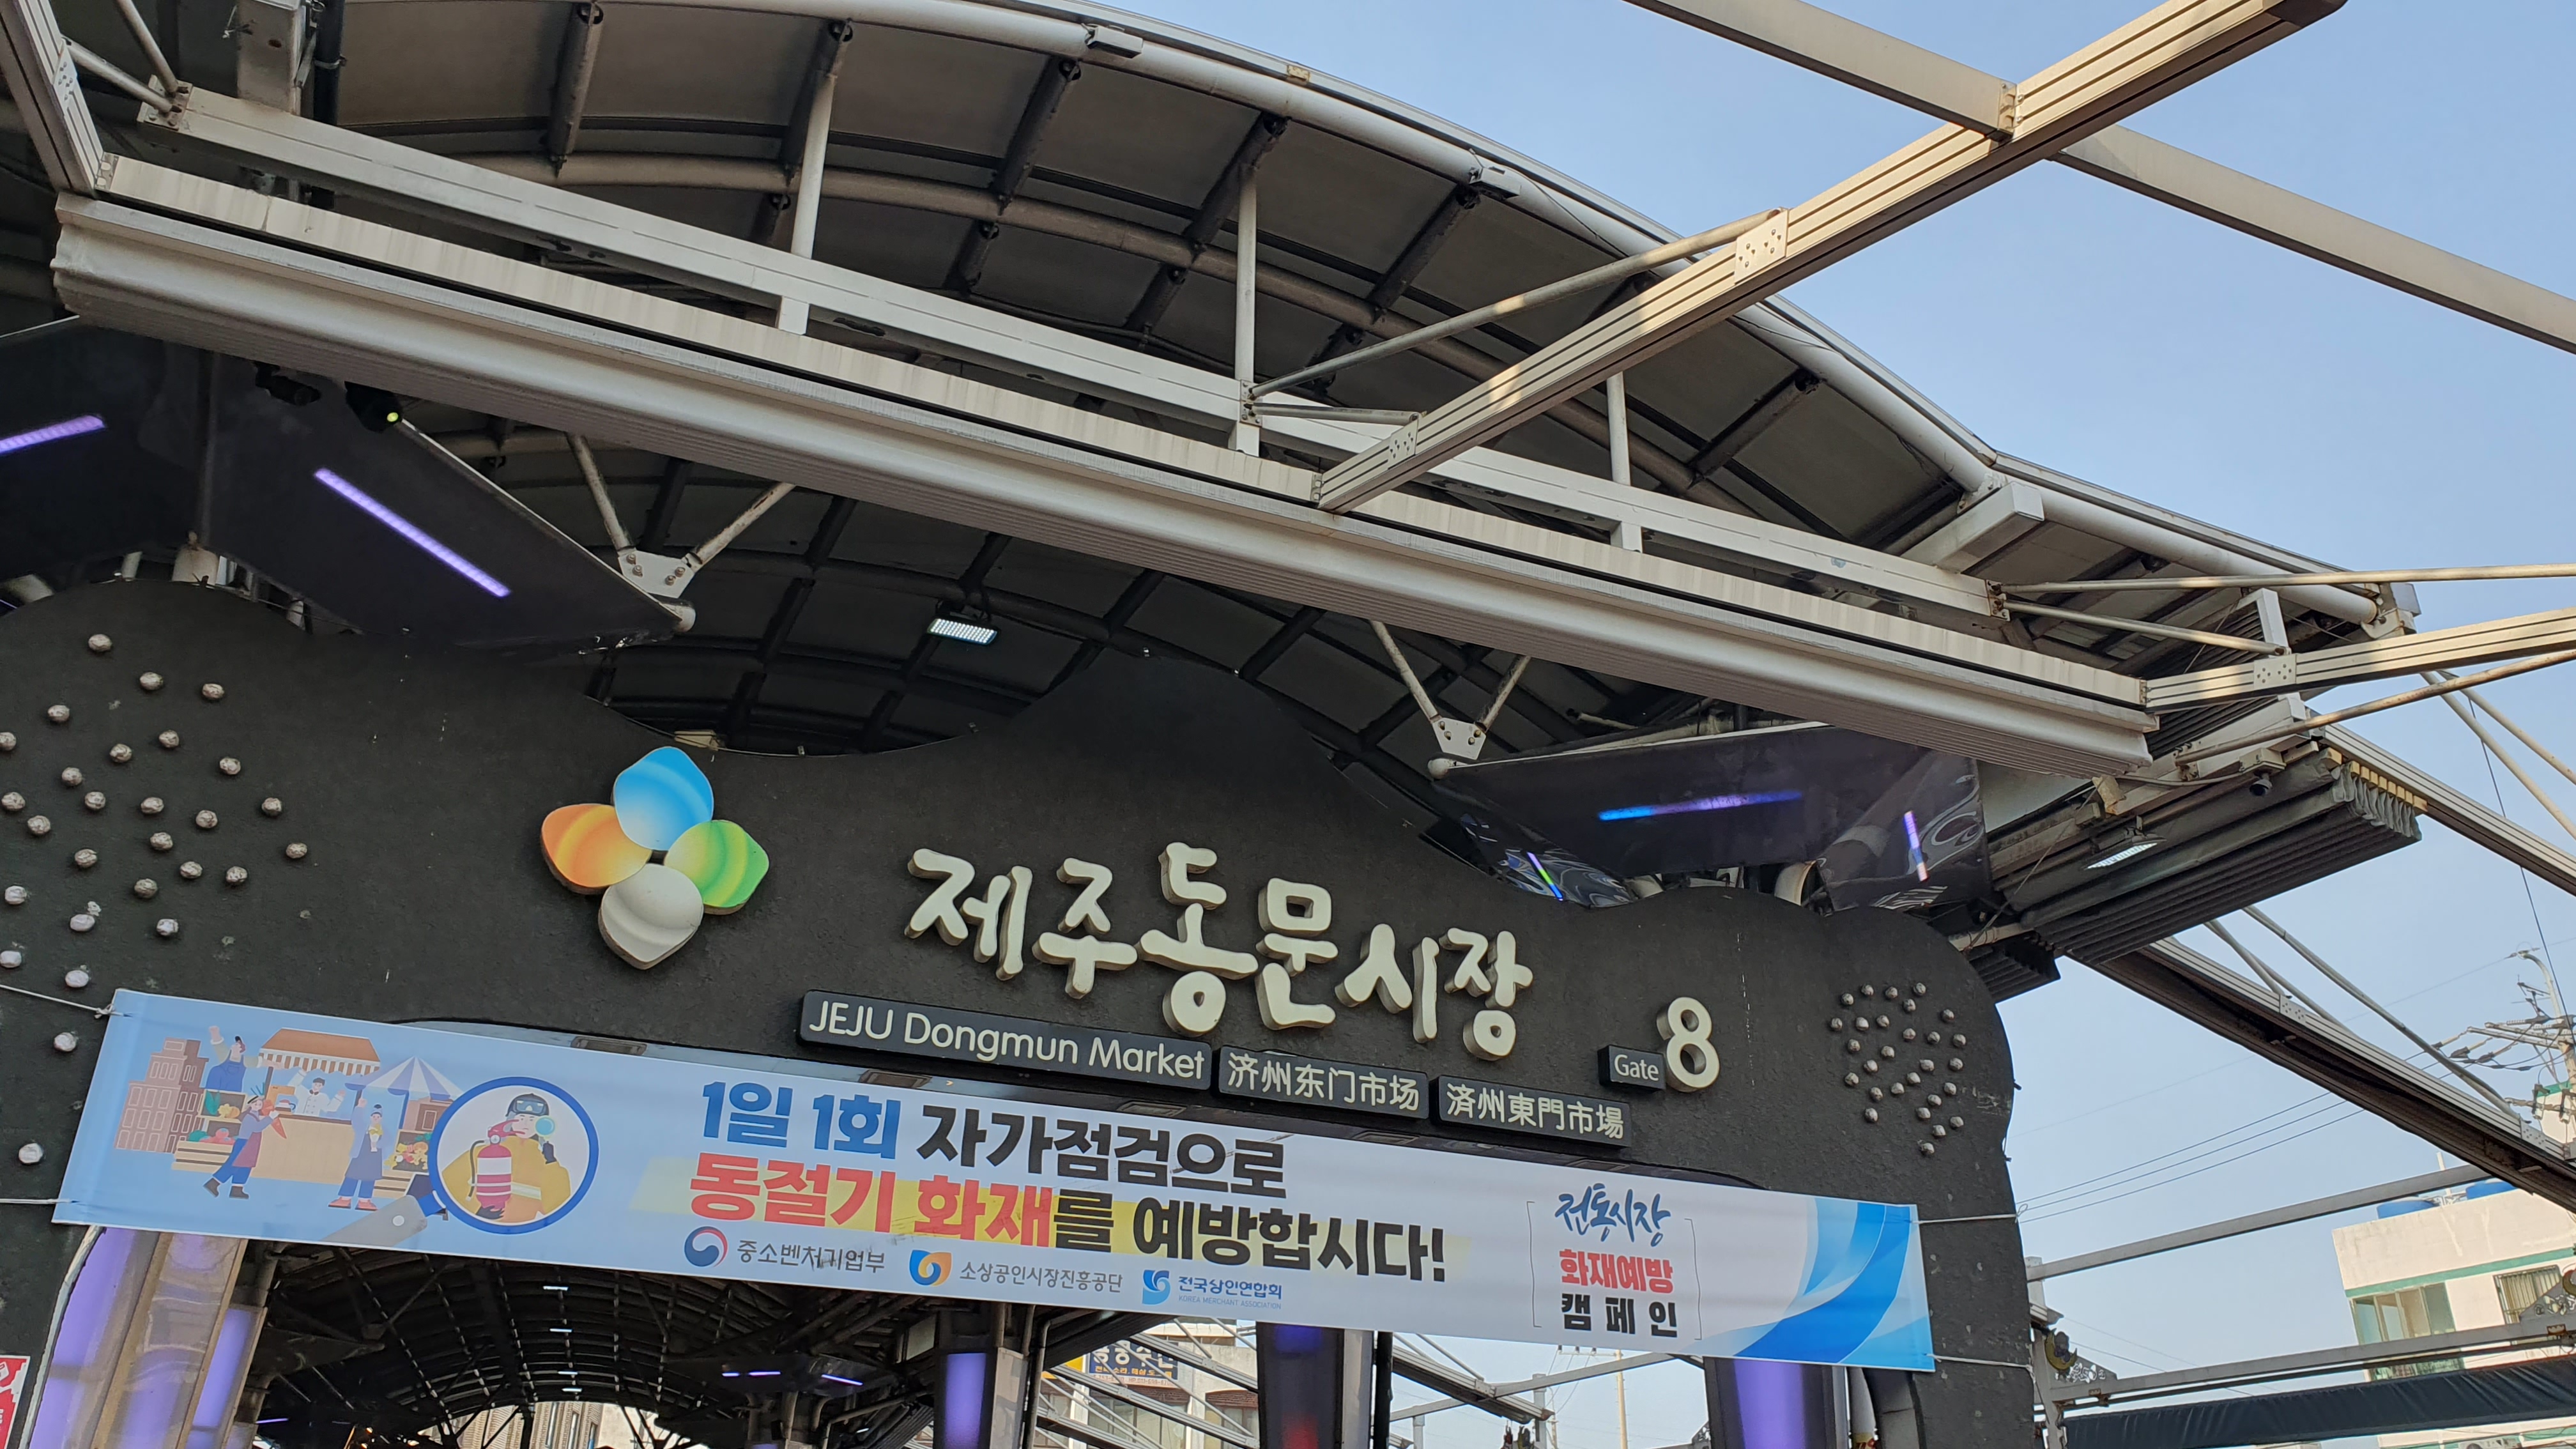 제주동문시장
JEJU Dongmun Market
济州东门市场
済州東門市場
Gate 8
1일 1회 자가점검으로
동절기 화재를 예방합시다!
중소벤처기업부
소상공인시장진흥공단
전국상인연합회
KOREA MERCHANT ASSOCIATION
전통시장
화재예방
캠페인